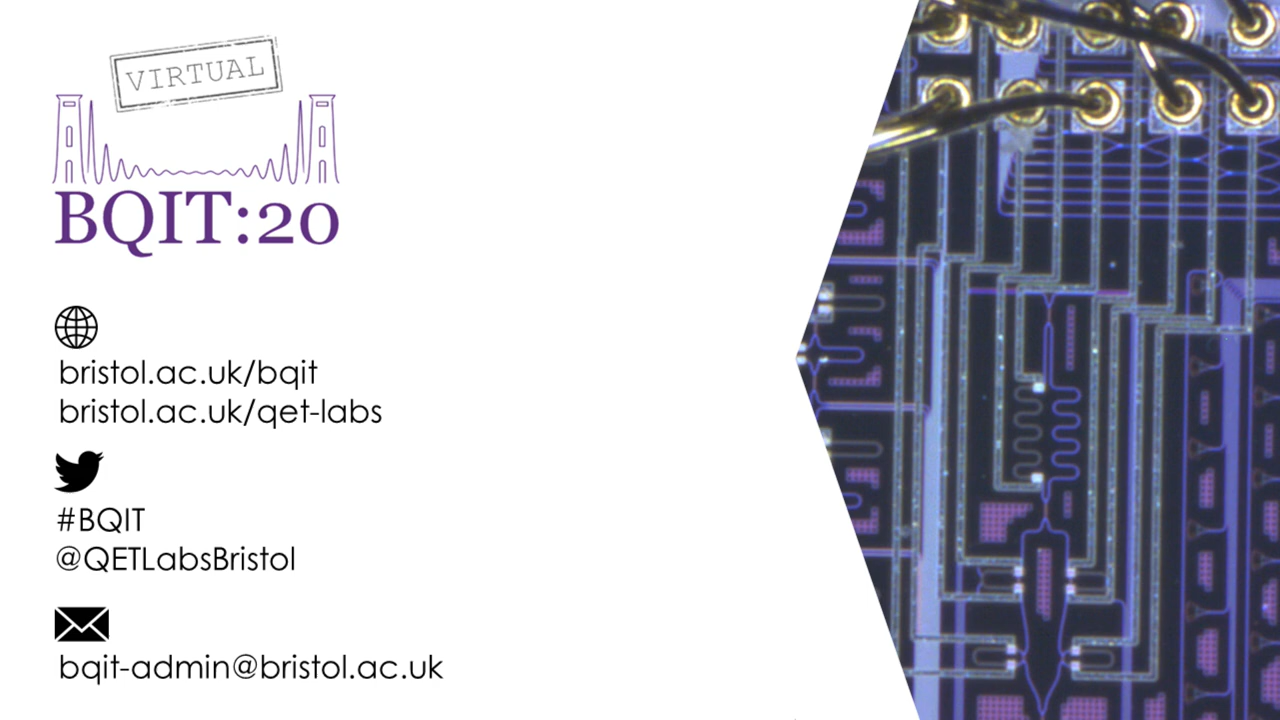 VIRTUAL
BQIT:20
bristol.ac.uk/bqit
bristol.ac.uk/qet-labs
#BQIT
@QETLabsBristol
bqit-admin@bristol.ac.uk